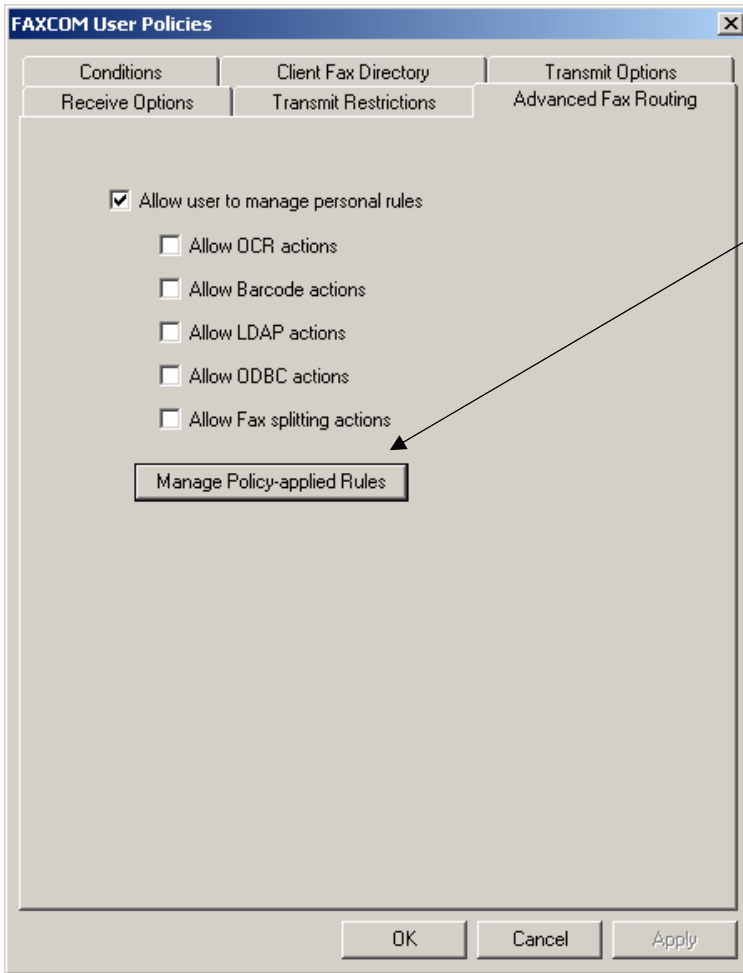 FAXCOM User Policies
Conditions
Client Fax Directory
Transmit Options
Receive Options
Transmit Restrictions
Advanced Fax Routing
Allow user to manage personal rules
Allow OCR actions
Allow Barcode actions
Allow LDAP actions
Allow ODBC actions
Allow Fax splitting actions
Manage Policy-applied Rules
OK
Cancel
Apply